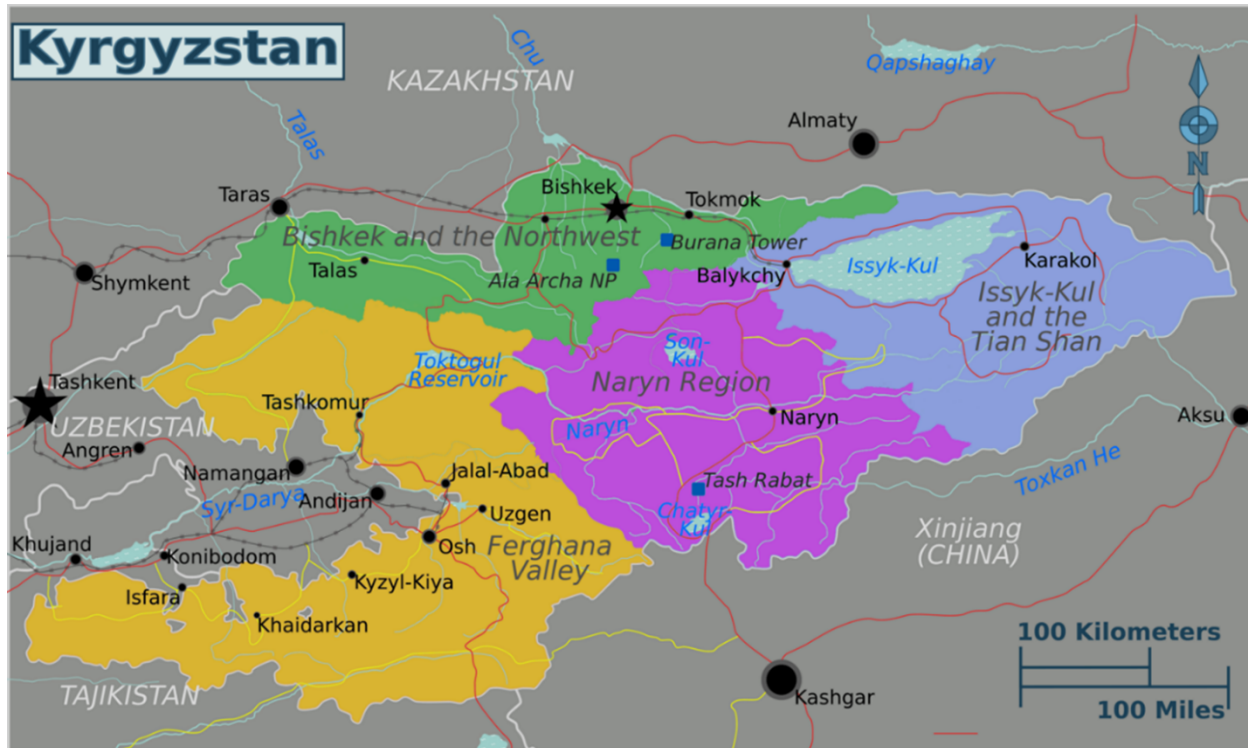 Kyrgyzstan
Chu
Qapshaghay
KAZAKHSTAN
Talas
Almaty
N
Taras
Bishkek
Tokmok
Bishkek and the Northwest
Burana Tower
Shymkent
Talas
Ala Archa NP
Balykchy
Issyk-Kul
Karakol
Issyk-Kul
and the
Tian Shan
Toktogul
Reservoir
Son-
Kul
Tashkent
Naryn Region
Tashkomur
Naryn
Naryn
Aksu
UZBEKISTAN
Angren
Namangan
Jalal-Abad
Tash Rabat
Toxkan He
Syr-Darya
Andijan
Uzgen
Chatyr-
Kul
Xinjiang
(CHINA)
Khujand
Konibodom
Osh
Ferghana
Valley
Isfara
Kyzyl-Kiya
Khaidarkan
100 Kilometers
100 Miles
TAJIKISTAN
Kashgar